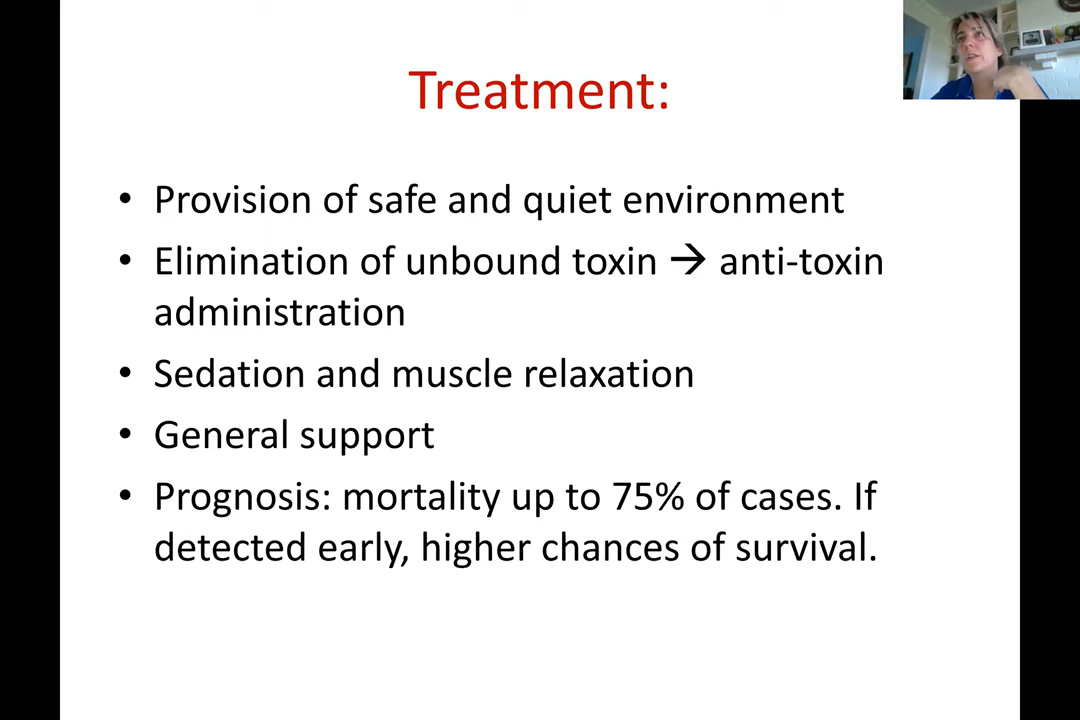 Treatment:
• Provision of safe and quiet environment
• Elimination of unbound toxin → anti-toxin
administration
• Sedation and muscle relaxation
• General support
• Prognosis: mortality up to 75% of cases. If
detected early, higher chances of survival.